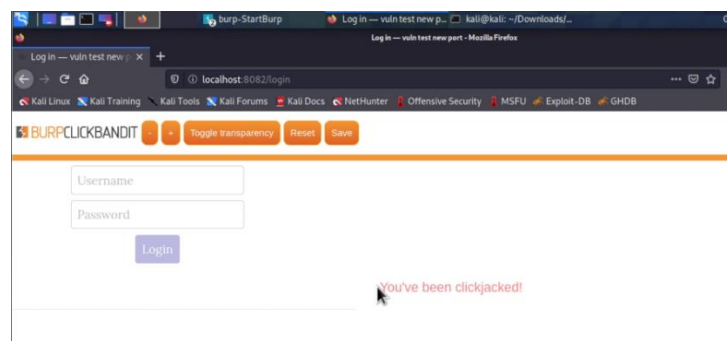 burp-StartBurp Log in — vuln test new p... kali@kali: ~/Downloads/...
Log in — vuln test new port - Mozilla Firefox
Log in — vuln test new p
localhost:8082/login
Kali Linux Kali Training Kali Tools Kali Forums Kali Docs NetHunter Offensive Security MSFU Exploit-DB GHDB
BURPCLICKBANDIT - + Toggle transparency Reset Save
Username
Password
Login
You've been clickjacked!